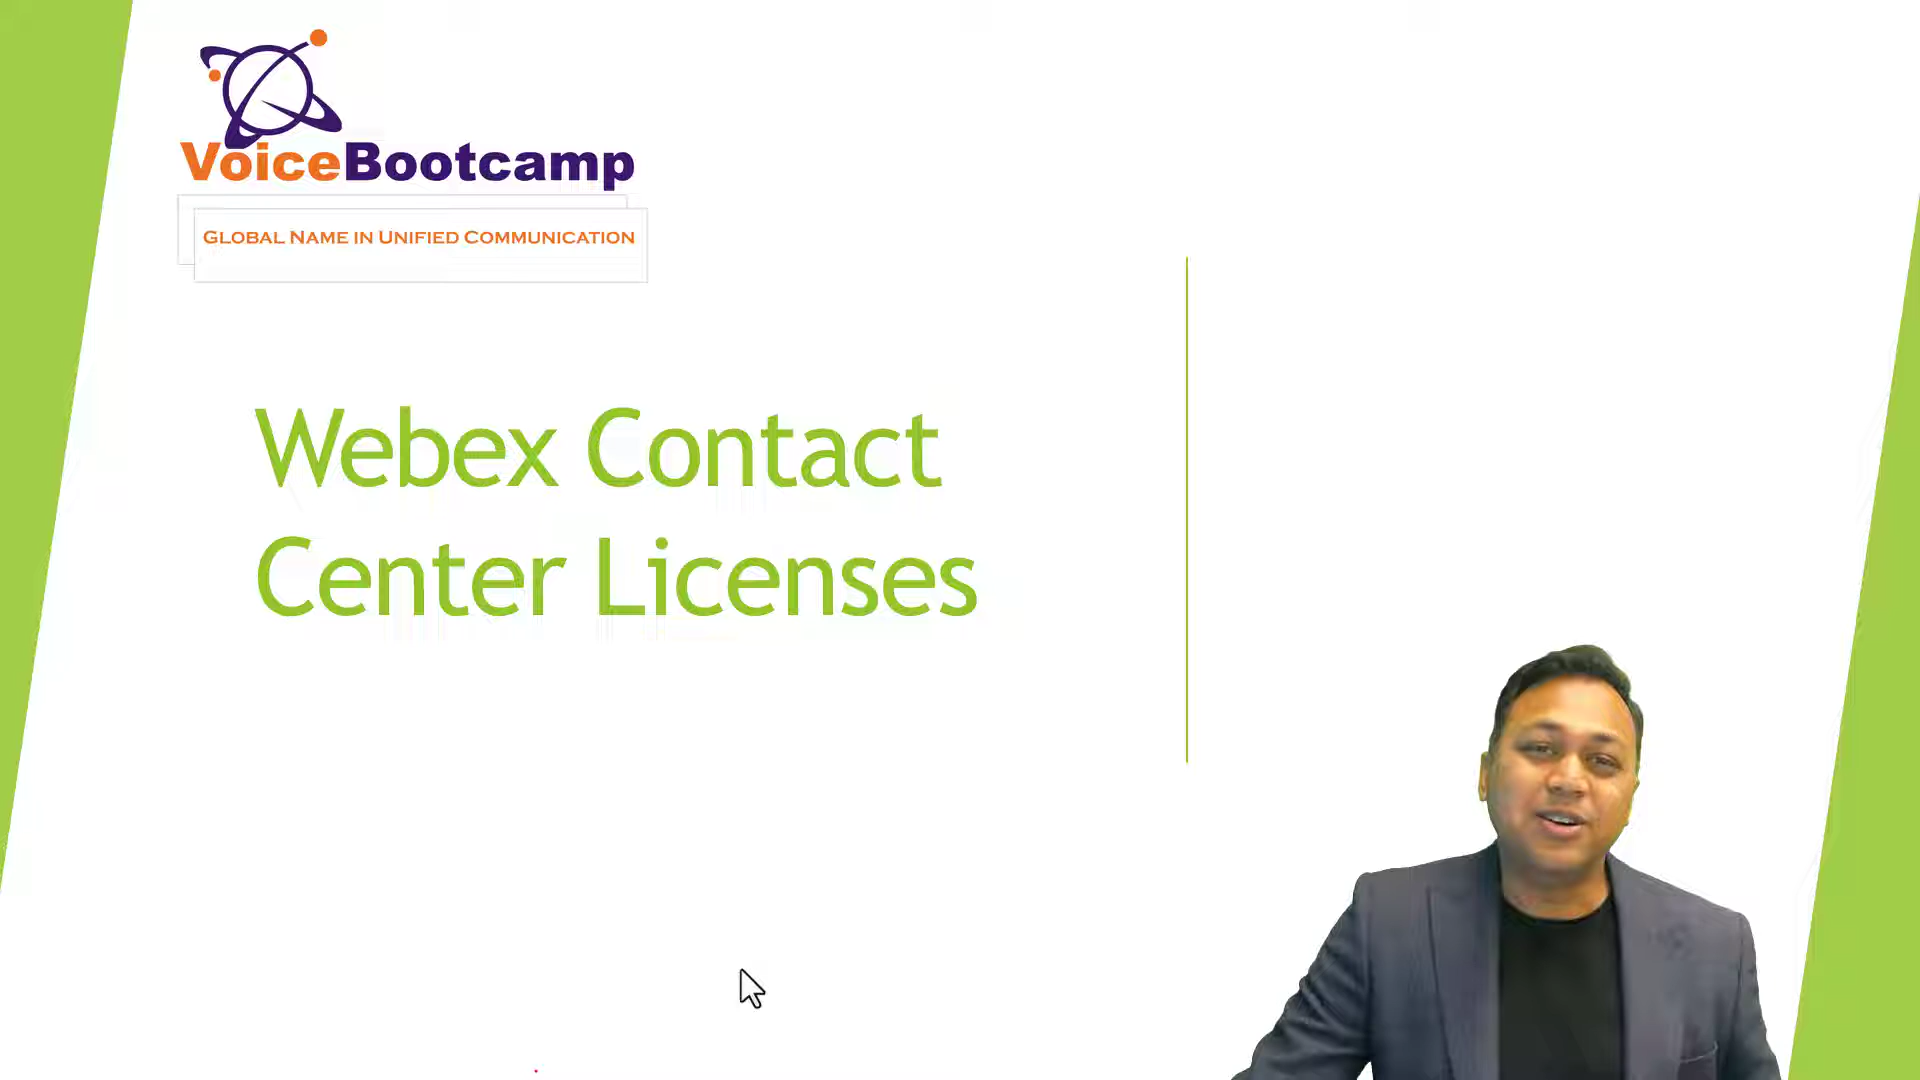 VoiceBootcamp
GLOBAL NAME IN UNIFIED COMMUNICATION
Webex Contact
Center Licenses